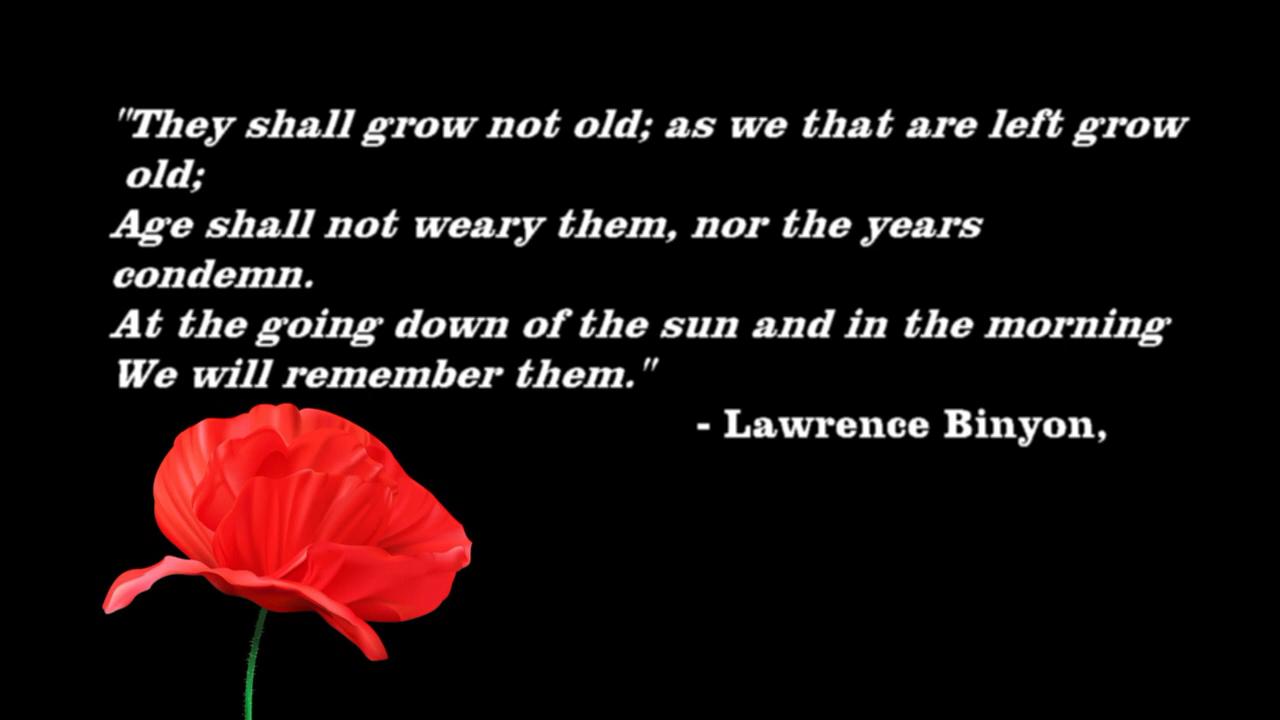 "They shall grow not old; as we that are left grow
old;
Age shall not weary them, nor the years
condemn.
At the going down of the sun and in the morning
We will remember them."
- Lawrence Binyon,